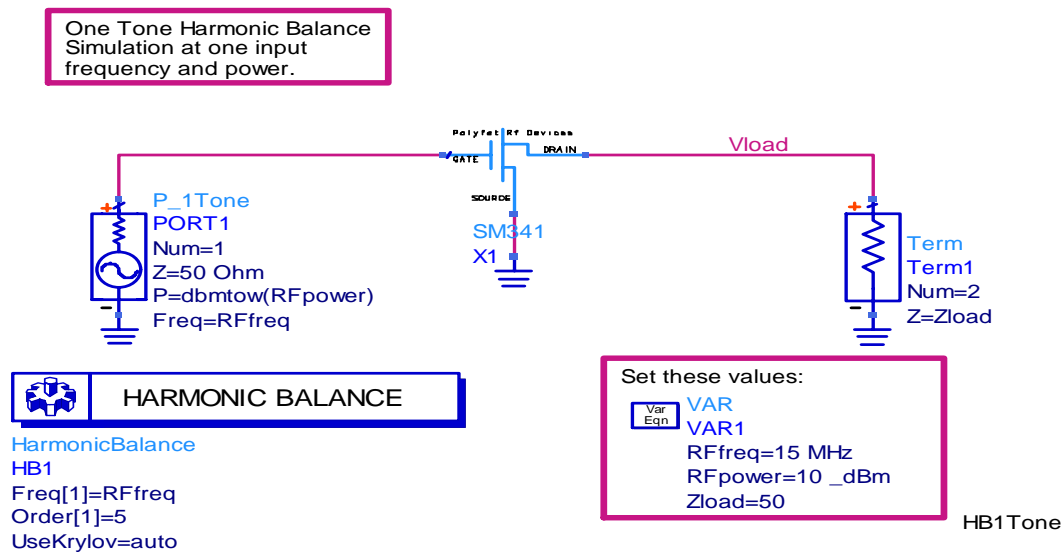 One Tone Harmonic Balance
Simulation at one input
frequency and power.
Polyfet Rf Devices
GATE
DRAIN
SOURCE
SM341
X1
Vload
+
P_1Tone
PORT1
Num=1
Z=50 Ohm
P=dbmtow(RFpower)
Freq=RFfreq
−
+
Term
Term1
Num=2
Z=Zload
−
HARMONIC BALANCE
HarmonicBalance
HB1
Freq[1]=RFfreq
Order[1]=5
UseKrylov=auto
Set these values:
Var
Eqn
VAR
VAR1
RFfreq=15 MHz
RFpower=10 _dBm
Zload=50
HB1Tone